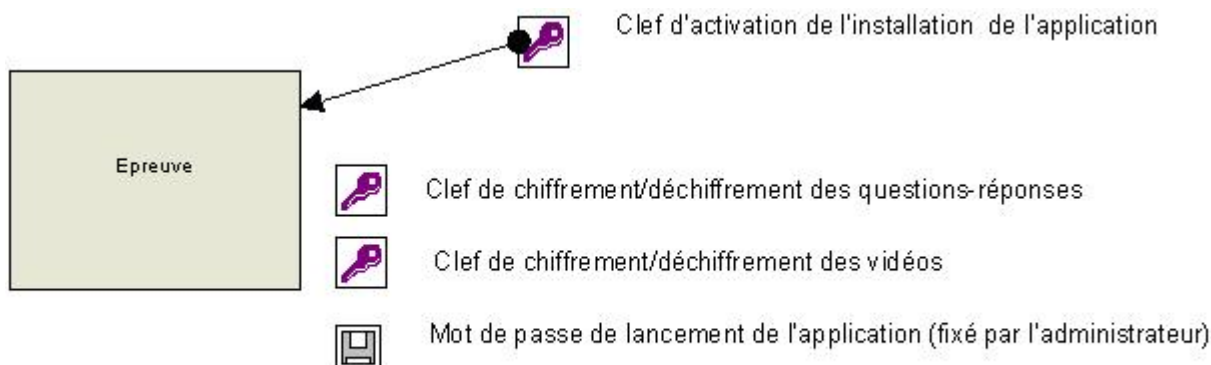 Clef d'activation de l'installation de l'application
Epreuve
Clef de chiffrement/déchiffrement des questions-réponses
Clef de chiffrement/déchiffrement des vidéos
Mot de passe de lancement de l'application (fixé par l'administrateur)